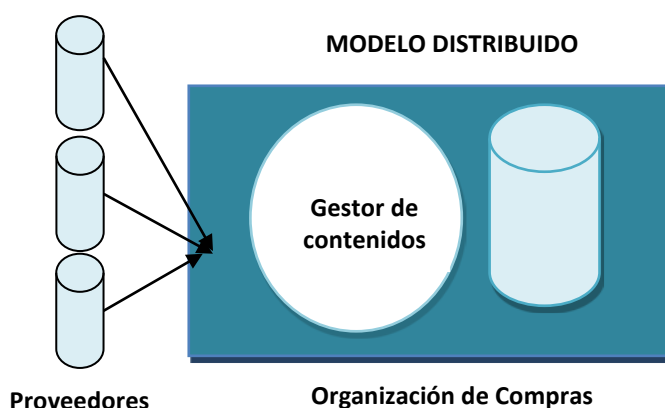 MODELO DISTRIBUIDO
Gestor de
contenidos
Proveedores
Organización de Compras